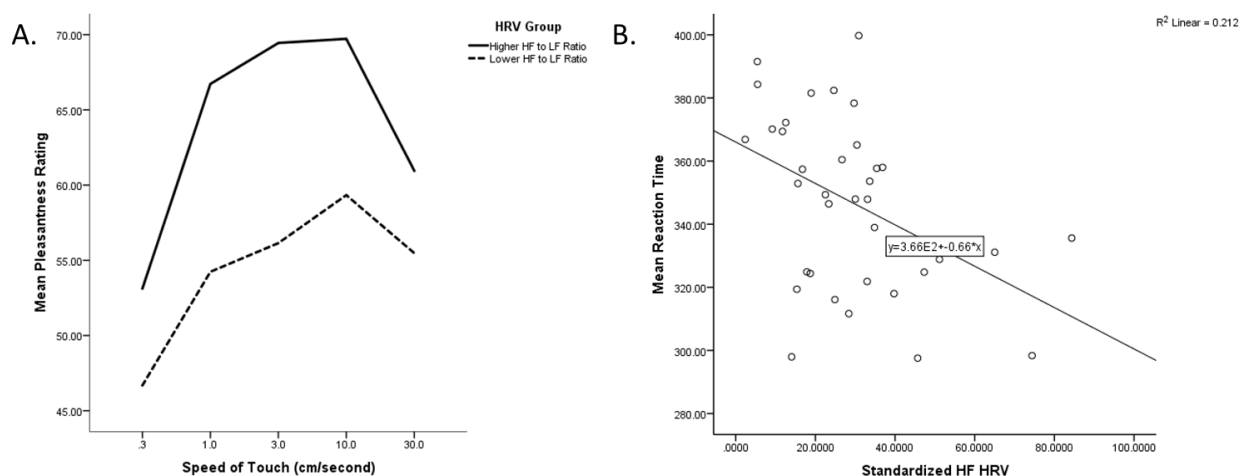 A.
HRV Group
Higher HF to LF Ratio
Lower HF to LF Ratio
Mean Pleasantness Rating
70.00
65.00
60.00
55.00
50.00
45.00
.3
1.0
3.0
10.0
30.0
Speed of Touch (cm/second)
B.
R² Linear = 0.212
Mean Reaction Time
400.00
380.00
360.00
340.00
320.00
300.00
280.00
y=3.66E2+-0.66*x
.0000
20.0000
40.0000
60.0000
80.0000
100.0000
Standardized HF HRV